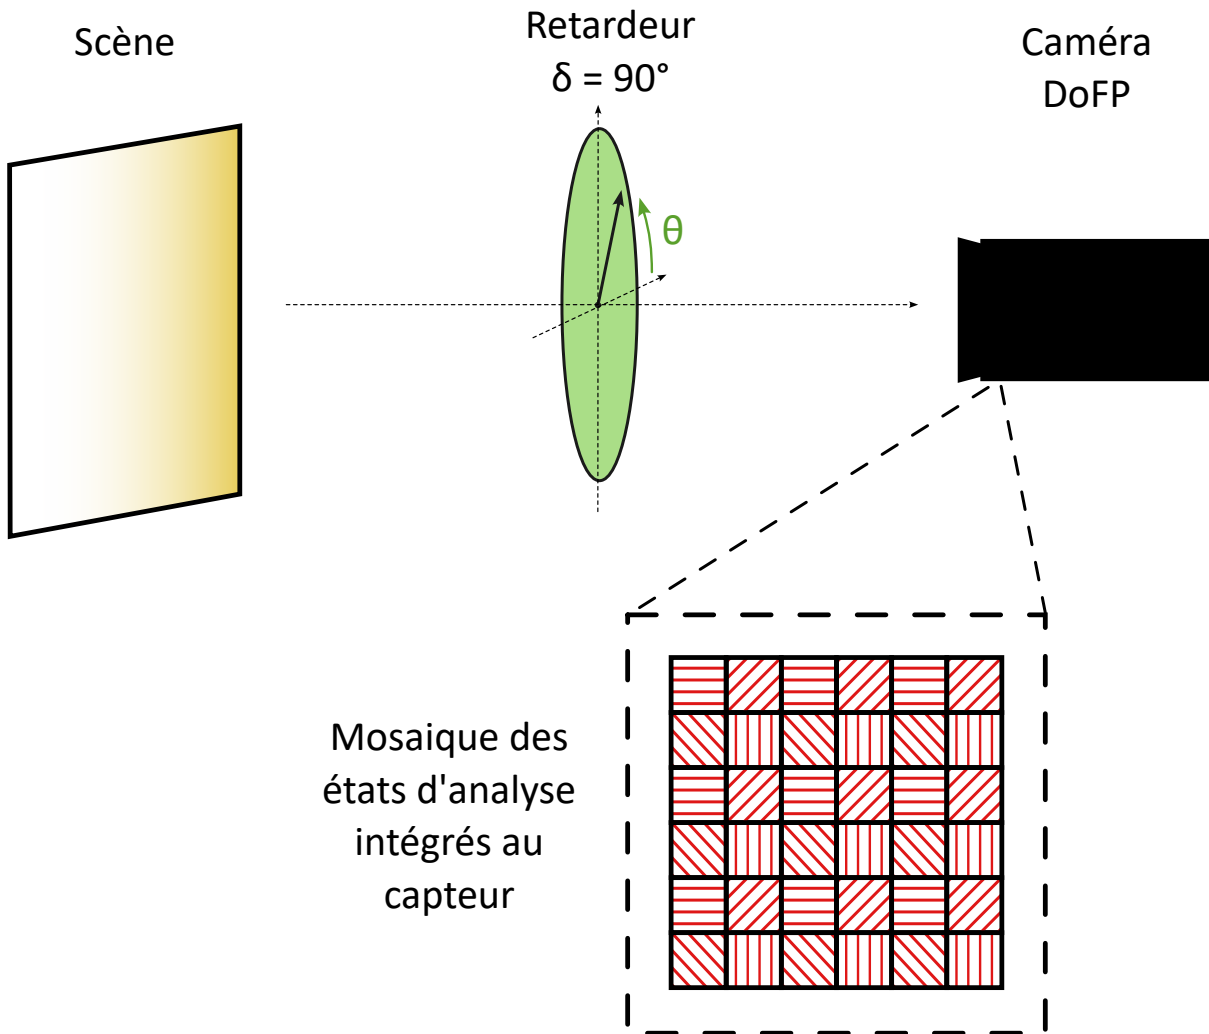 Scène
Retardeur
δ = 90°
Caméra
DoFP
θ
Mosaique des
états d'analyse
intégrés au
capteur